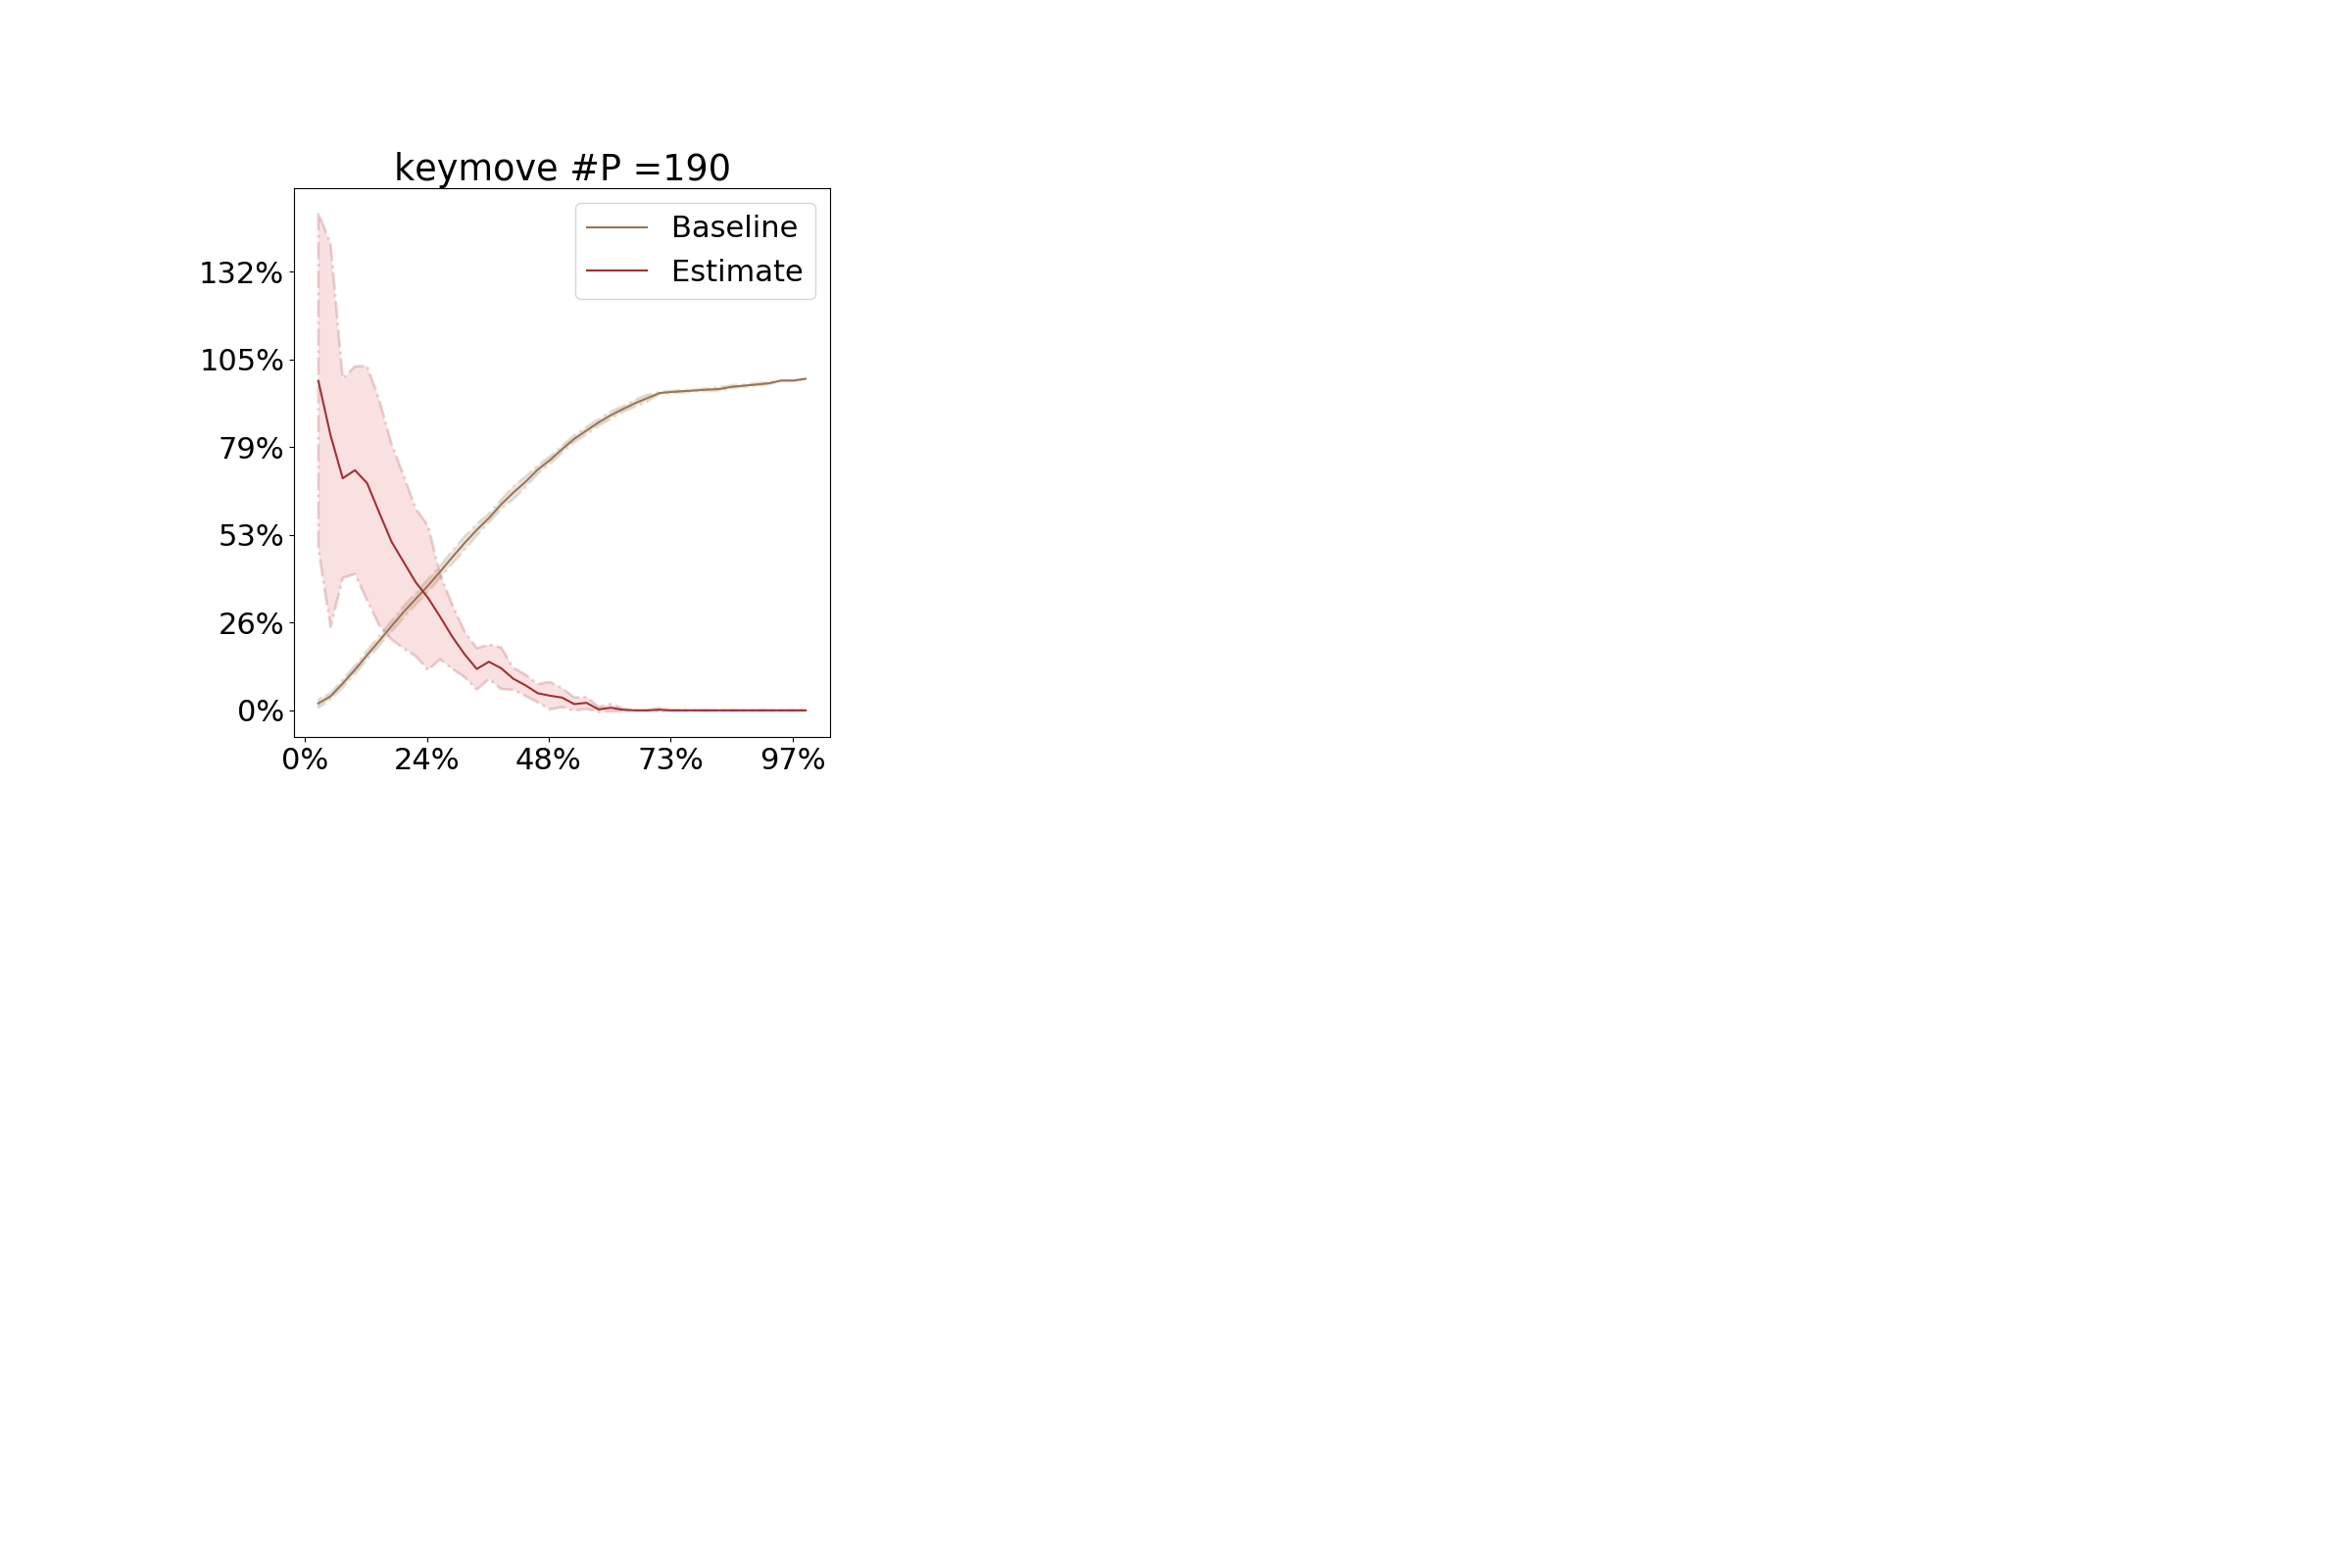 keymove #P =190
Baseline
Estimate
132%
105%
79%
53%
26%
0%
0% 24% 48% 73% 97%